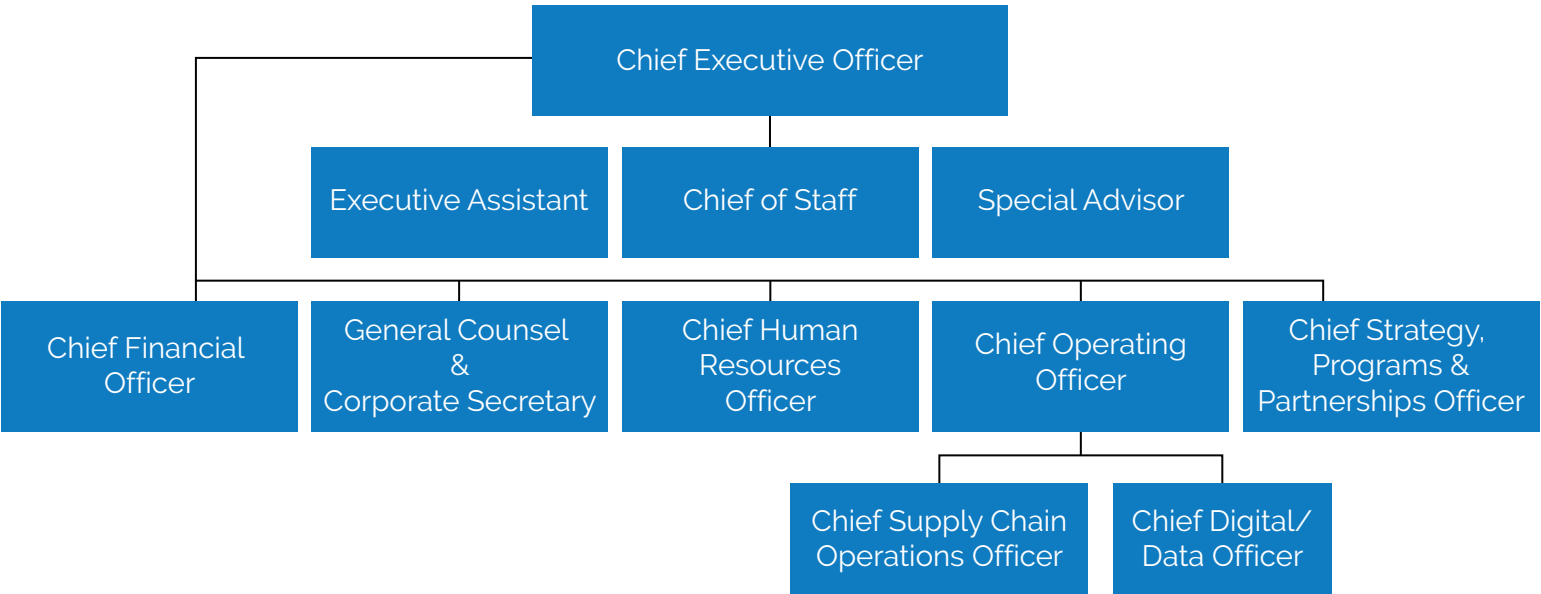 Chief Executive Officer
Executive Assistant
Chief of Staff
Special Advisor
Chief Financial
Officer
General Counsel
&
Corporate Secretary
Chief Human
Resources
Officer
Chief Operating
Officer
Chief Strategy,
Programs &
Partnerships Officer
Chief Supply Chain
Operations Officer
Chief Digital/
Data Officer